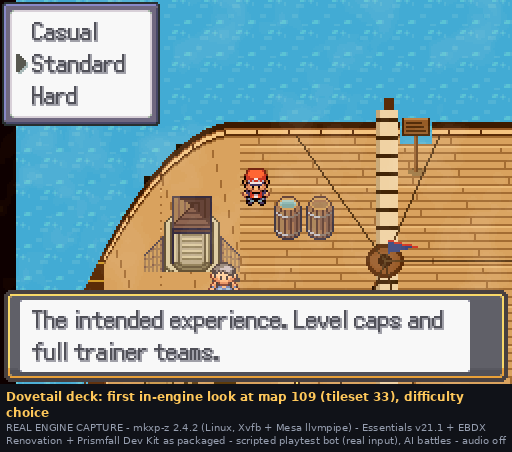 Casual
Standard
Hard
The intended experience. Level caps and
full trainer teams.
Dovetail deck: first in-engine look at map 109 (tileset 33), difficulty
choice
REAL ENGINE CAPTURE - mkxp-z 2.4.2 (Linux, Xvfb + Mesa llvmpipe) - Essentials v21.1 + EBDX
Renovation + Prismfall Dev Kit as packaged - scripted playtest bot (real input), AI battles - audio off